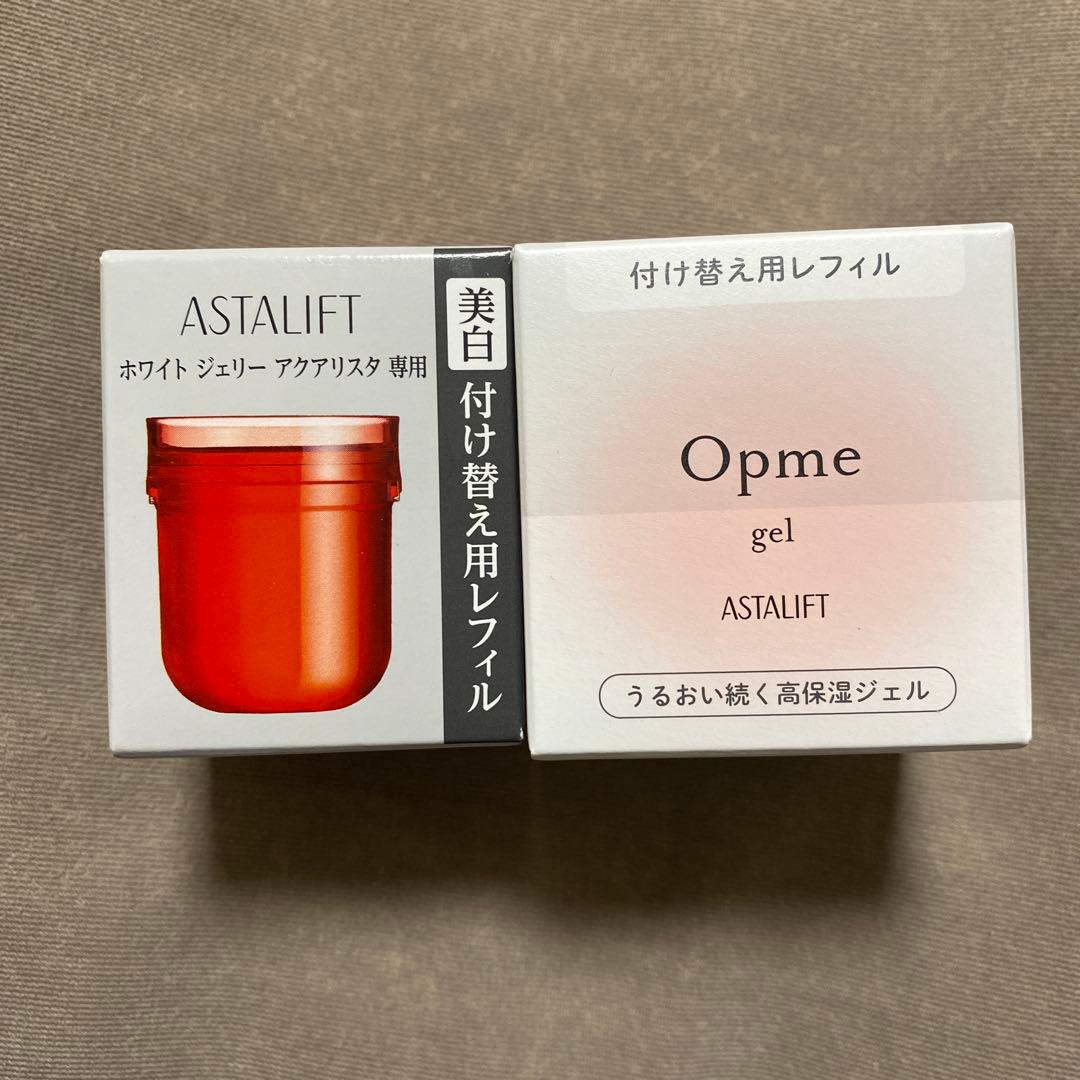 ASTALIFT
ホワイト ジェリー アクアリスタ 専用
美白
付け替え用レフィル
付け替え用レフィル
Opme
gel
ASTALIFT
うるおい続く高保湿ジェル